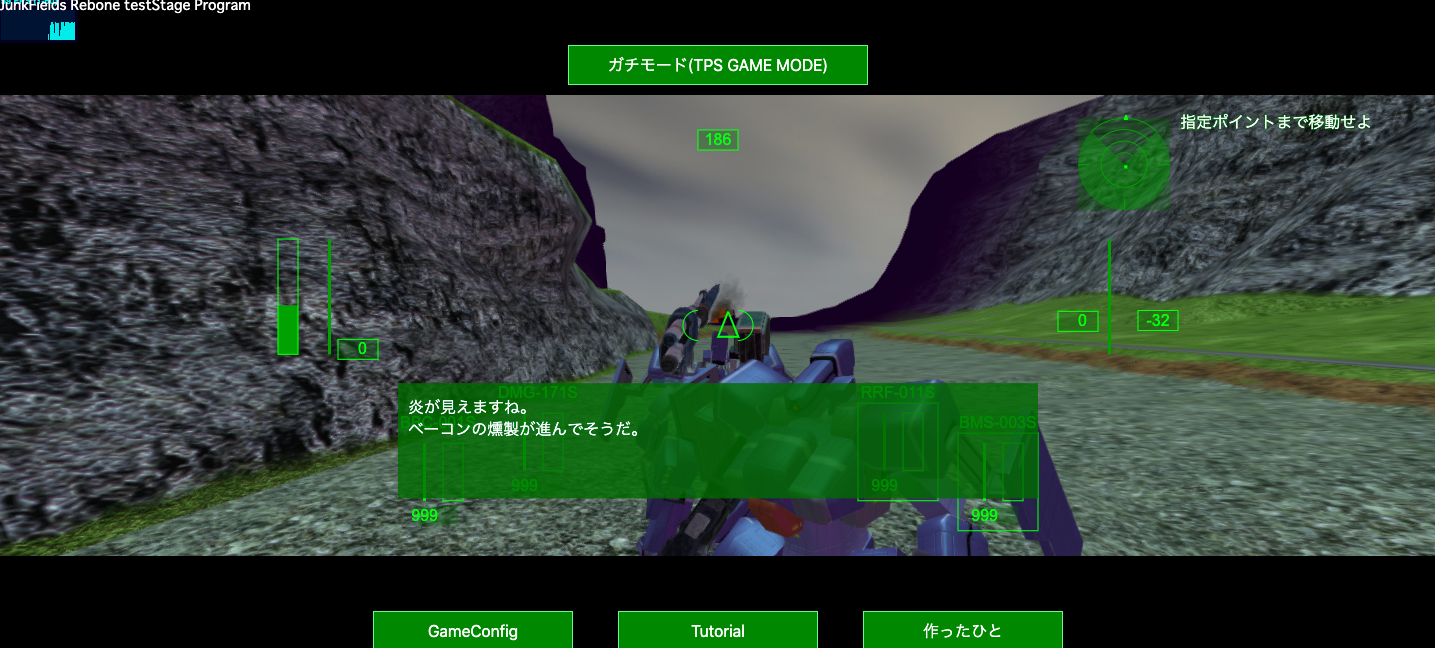 JunkFields Rebone testStage Program
ガチモード(TPS GAME MODE)
186
指定ポイントまで移動せよ
0
0
-32
DMG-171S
RRF-011S
炎が見えますね。
ベーコンの燻製が進んでそうだ。
BMS-003S
999
999
999
999
GameConfig
Tutorial
作ったひと